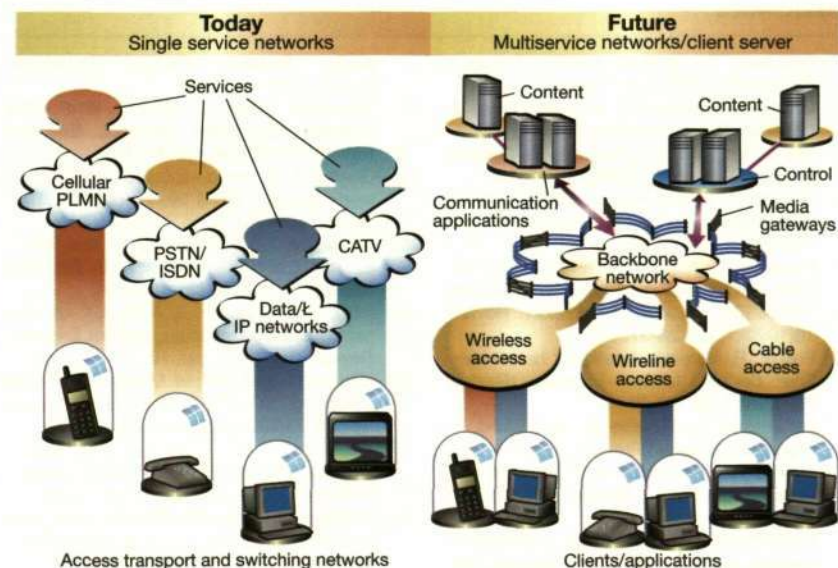 Today
Single service networks
Services
Cellular
PLMN
PSTN/
ISDN
Data/Ł
IP networks
CATV
Access transport and switching networks
Future
Multiservice networks/client server
Content
Content
Communication
applications
Control
Media
gateways
Backbone
network
Wireless
access
Wireline
access
Cable
access
Clients/applications